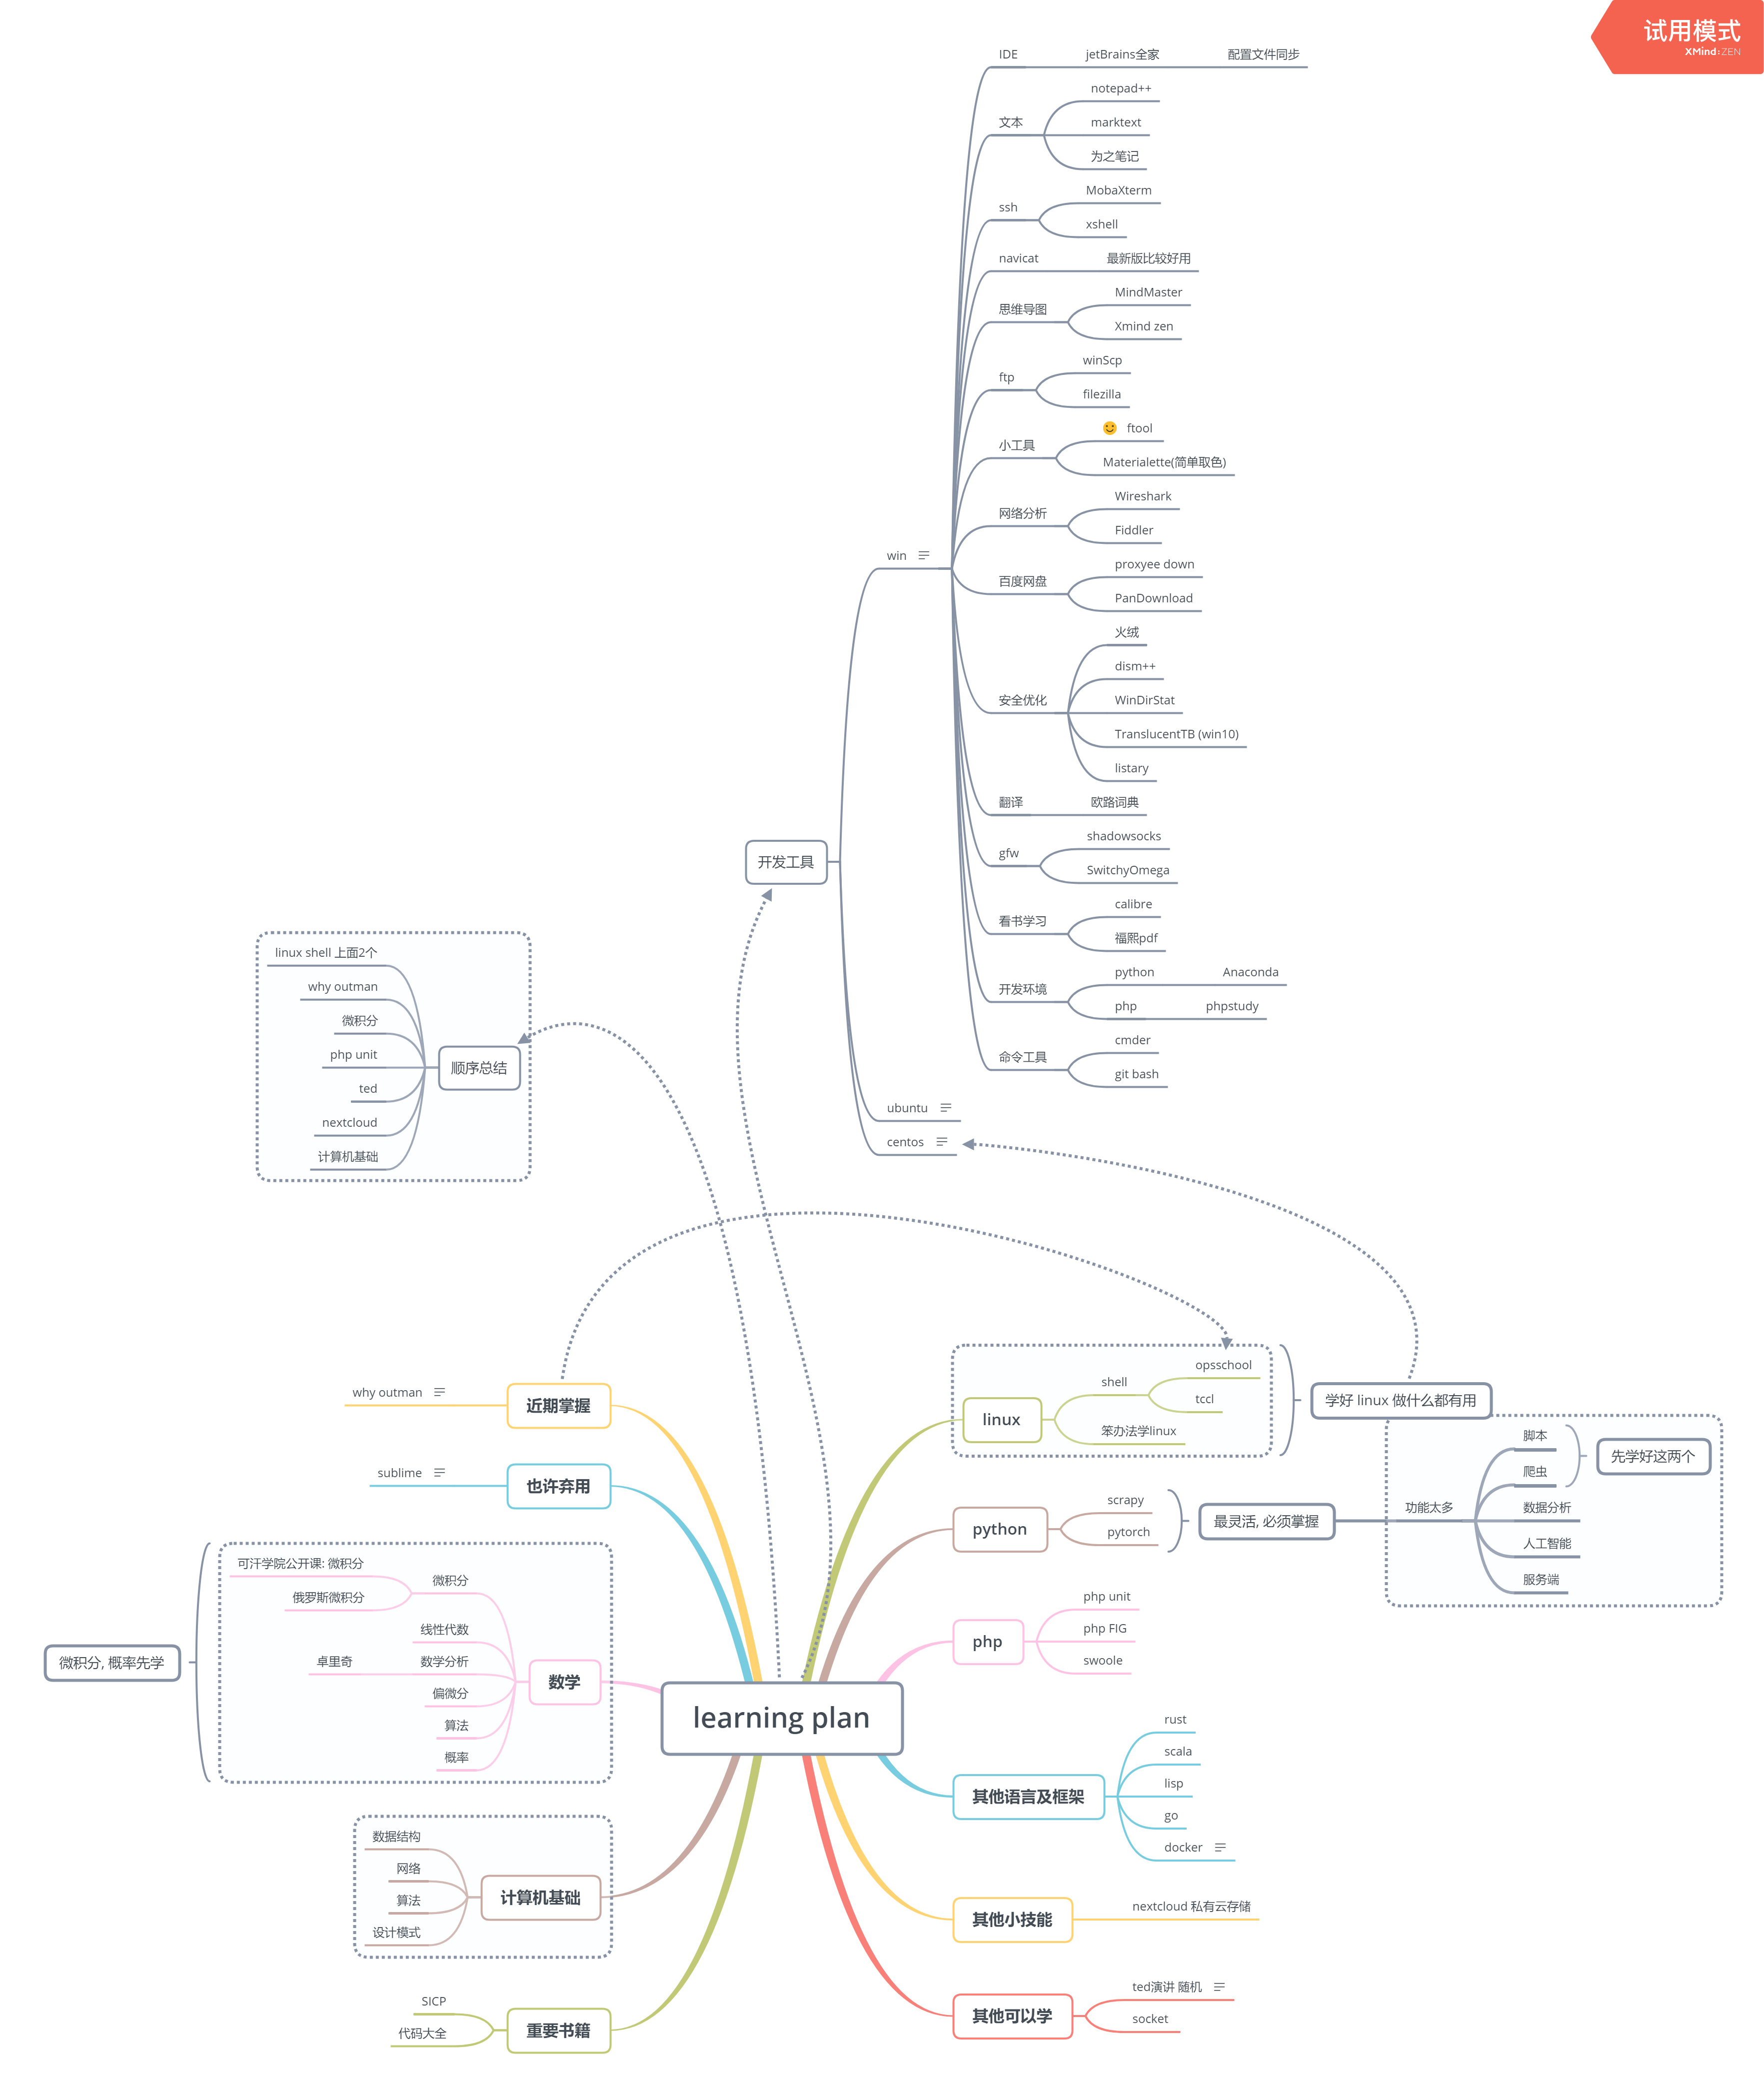 试用模式
XMind:ZEN
IDE
jetBrains全家
配置文件同步
文本
notepad++
marktext
为之笔记
ssh
MobaXterm
xshell
navicat
最新版比较好用
思维导图
MindMaster
Xmind zen
ftp
winScp
filezilla
小工具
ftool
Materialette(简单取色)
网络分析
Wireshark
Fiddler
win
百度网盘
proxyee down
PanDownload
安全优化
火绒
dism++
WinDirStat
TranslucentTB (win10)
listary
翻译
欧路词典
开发工具
gfw
shadowsocks
SwitchyOmega
看书学习
calibre
福熙pdf
开发环境
python
Anaconda
php
phpstudy
命令工具
cmder
git bash
ubuntu
centos
linux shell 上面2个
why outman
微积分
php unit
ted
nextcloud
计算机基础
顺序总结
why outman
近期掌握
sublime
也许弃用
可汗学院公开课: 微积分
俄罗斯微积分
微积分
线性代数
卓里奇
数学分析
偏微分
算法
概率
数学
微积分, 概率先学
learning plan
数据结构
网络
算法
设计模式
计算机基础
SICP
代码大全
重要书籍
linux
shell
opsschool
tccl
笨办法学linux
学好 linux 做什么都有用
python
scrapy
pytorch
最灵活, 必须掌握
功能太多
脚本
爬虫
数据分析
人工智能
服务端
先学好这两个
php
php unit
php FIG
swoole
其他语言及框架
rust
scala
lisp
go
docker
其他小技能
nextcloud 私有云存储
其他可以学
ted演讲 随机
socket